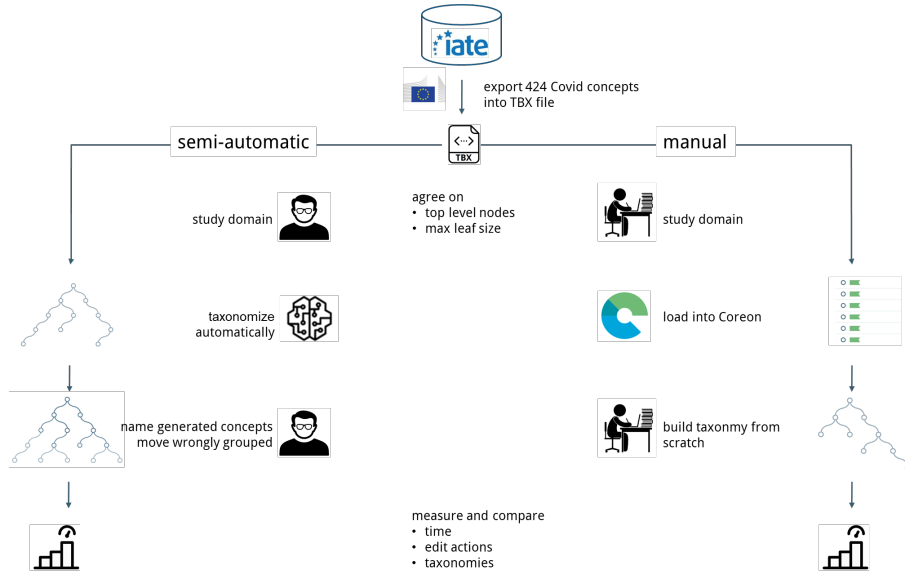 iate
export 424 Covid concepts
into TBX file
semi-automatic
TBX
manual
study domain
agree on
• top level nodes
• max leaf size
study domain
taxonomize
automatically
load into Coreon
name generated concepts
move wrongly grouped
build taxonmy from
scratch
measure and compare
• time
• edit actions
• taxonomies